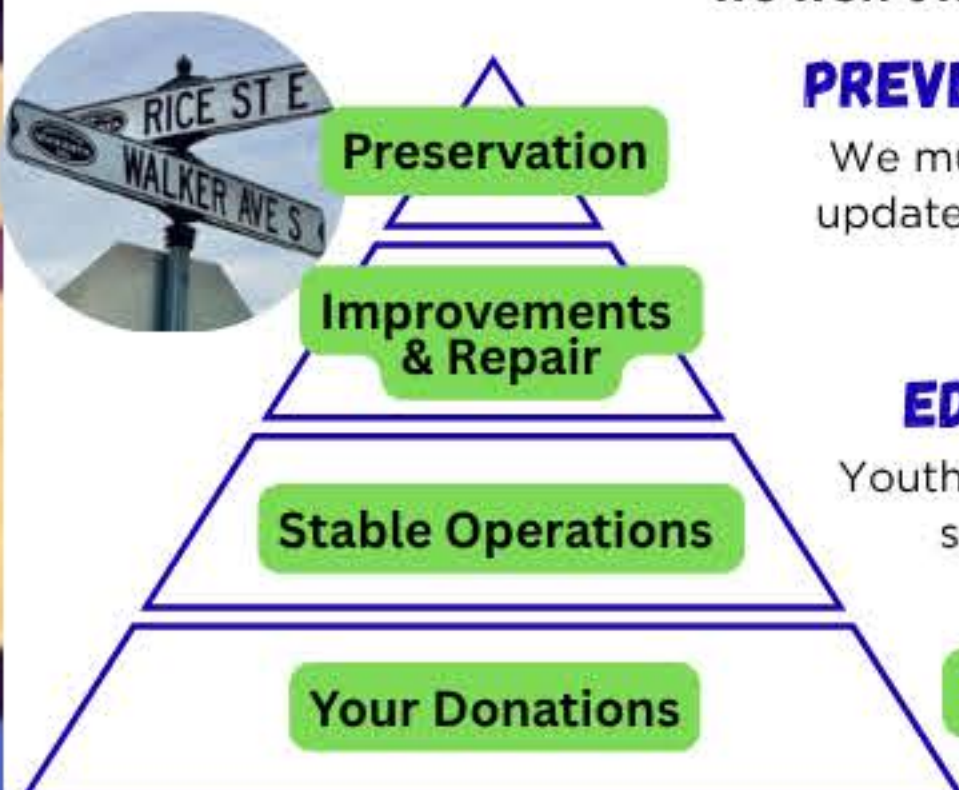 RICE ST E
WALKER AVE S
Preservation
Improvements
& Repair
Stable Operations
Your Donations
PREVE
We mu
update
ED
Youth
s